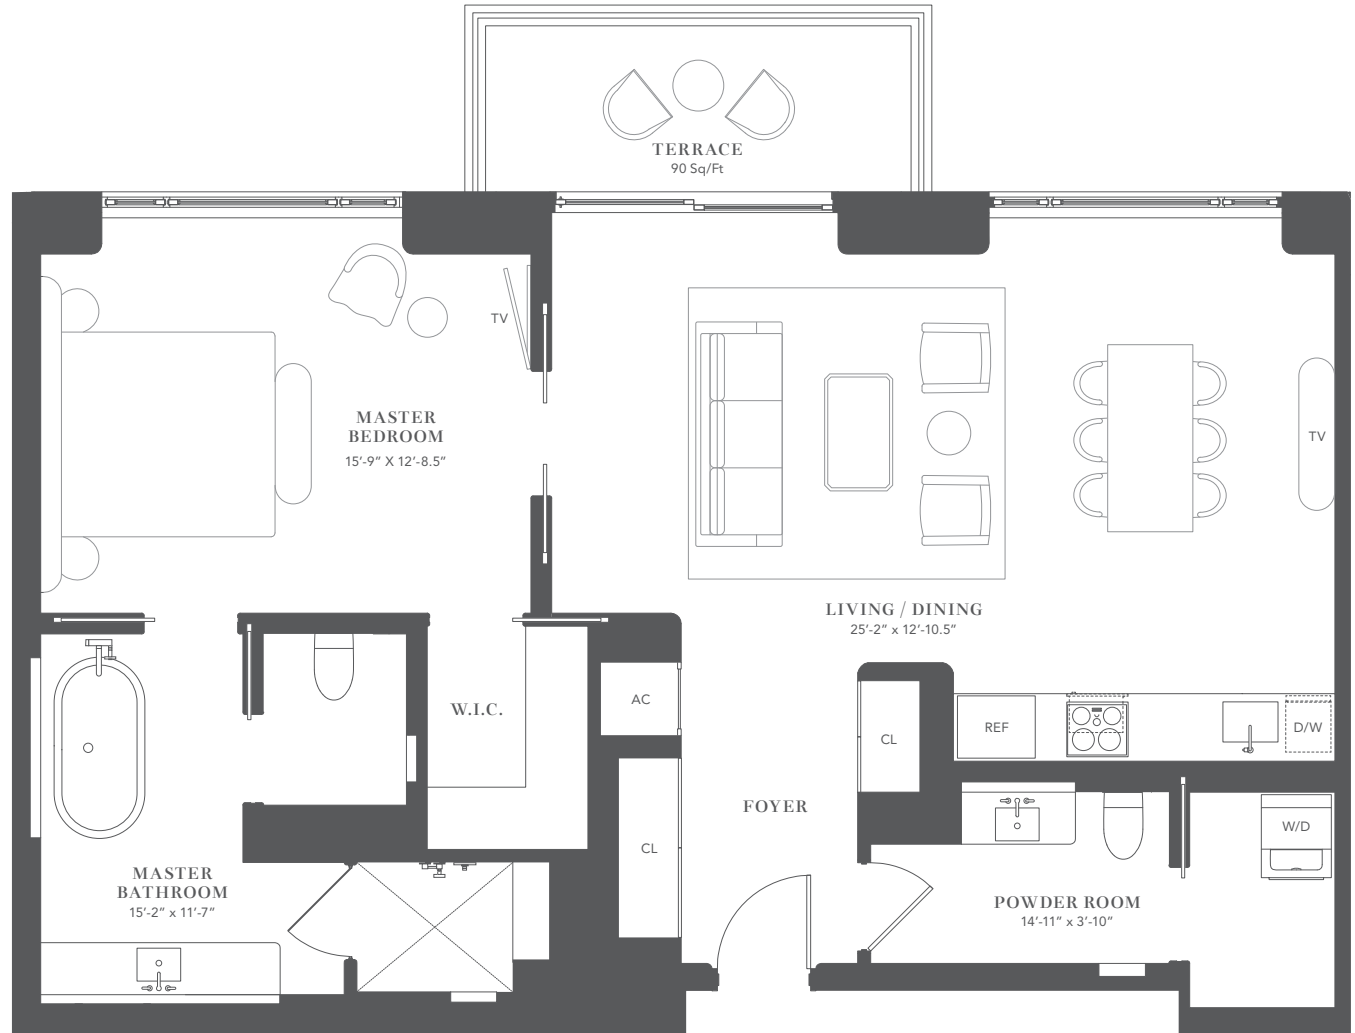 TERRACE
90 Sq/Ft
TV
MASTER
BEDROOM
15’-9” X 12’-8.5”
TV
LIVING / DINING
25’-2” x 12’-10.5”
W.I.C.
AC
CL
REF
D/W
FOYER
CL
W/D
MASTER
BATHROOM
15’-2” x 11’-7”
POWDER ROOM
14’-11” x 3’-10”